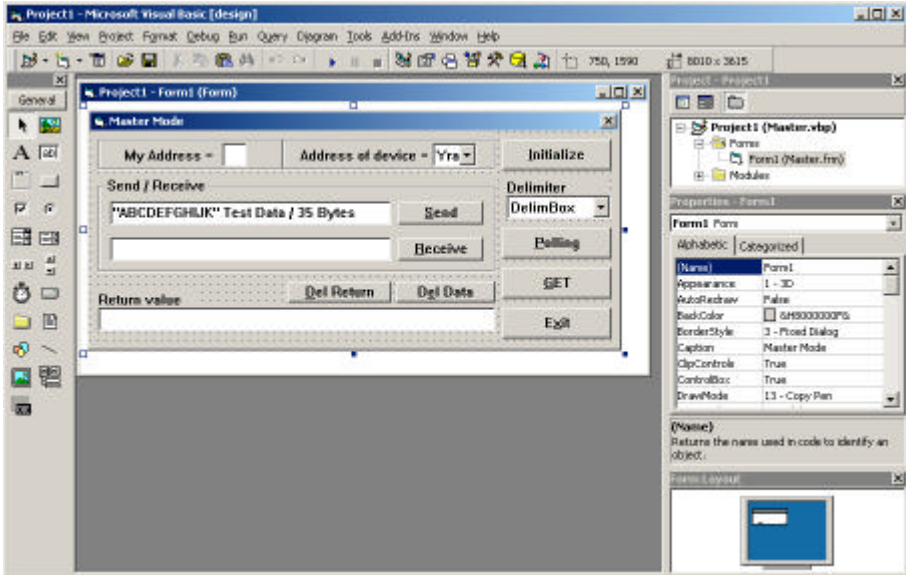 Project1 - Microsoft Visual Basic [design]
File Edit View Project Format Debug Run Query Diagram Tools Add-Ins Window Help
750, 1590 8010 x 3615
General
Project1 - Form1 (Form)
Master Mode
My Address = Address of device = Yra Initialize
Send / Receive
Delimiter
"ABCDEFGHIJK" Test Data / 35 Bytes Send DelimBox
Receive Polling
Del Return Del Data GET
Return value
Exit
Project - Project1
Project1 (Master.vbp)
Forms
Form1 (Master.frm)
Modules
Properties - Form1
Form1 Form
Alphabetic Categorized
(Name) Form1
Appearance 1 - 3D
AutoRedraw False
BackColor &H8000000F&
BorderStyle 3 - Fixed Dialog
Caption Master Mode
ClipControls True
ControlBox True
DrawMode 13 - Copy Pen
(Name)
Returns the name used in code to identify an
object.
Form Layout